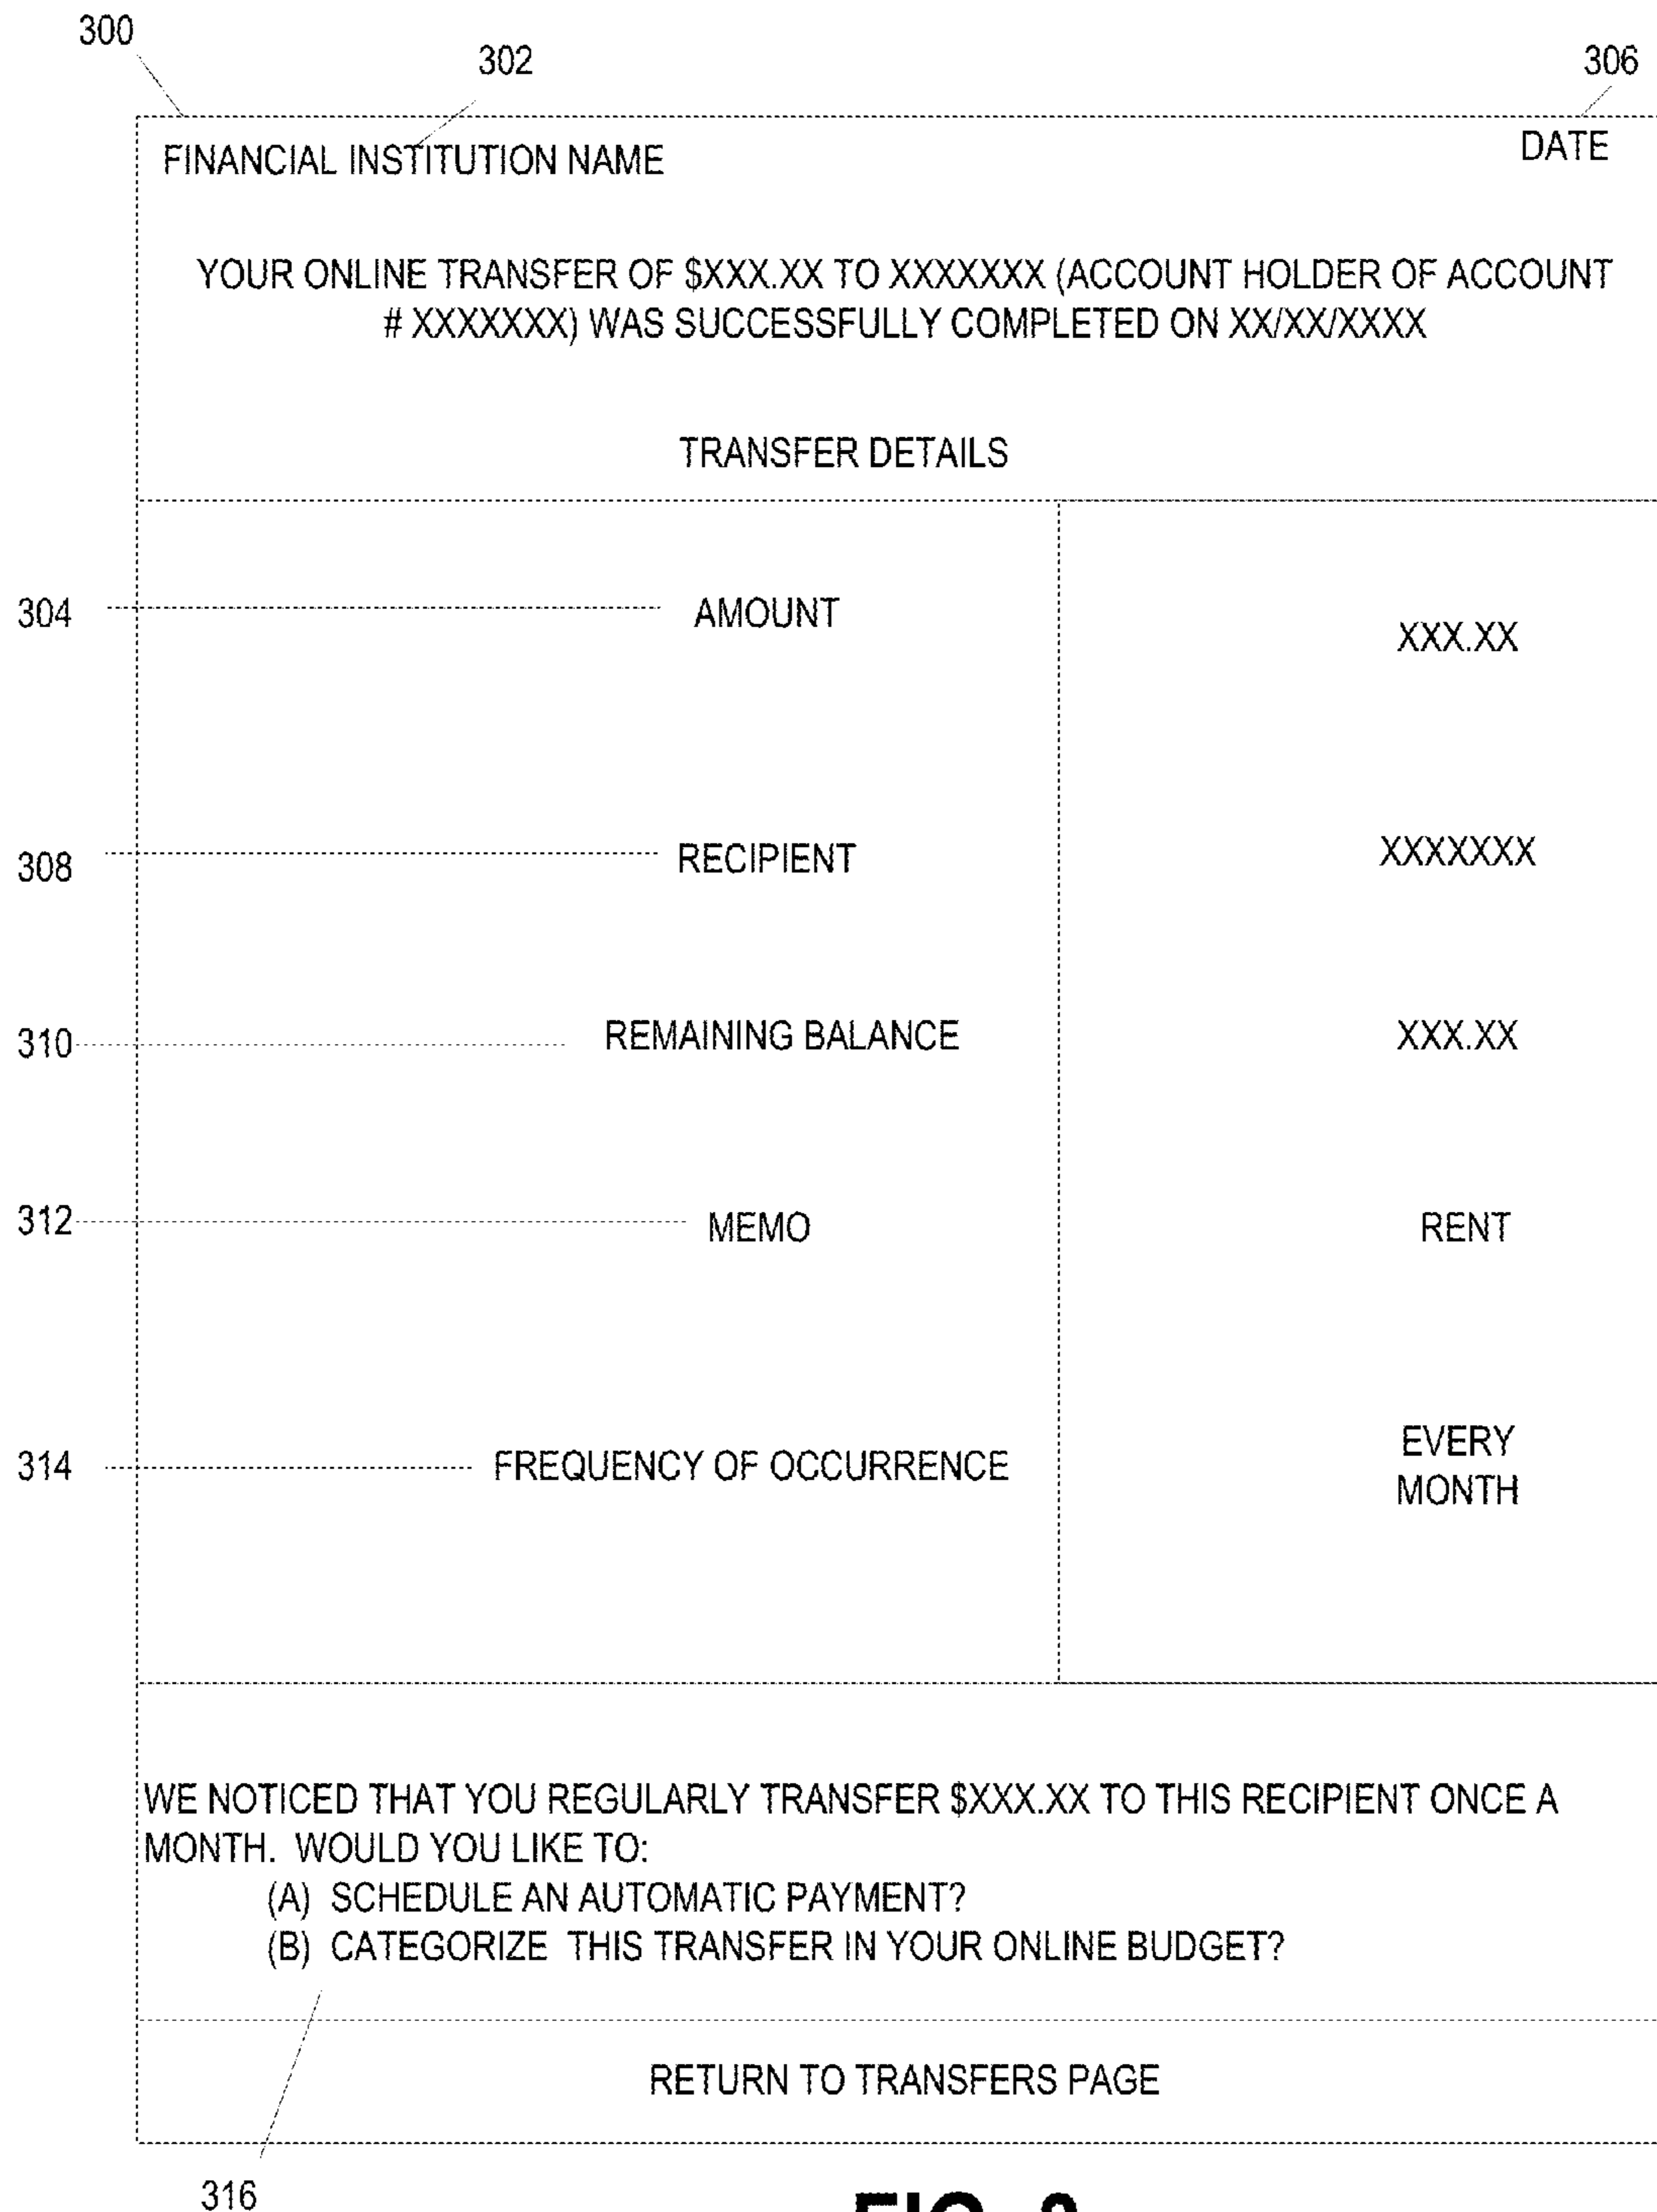 300
302
306
FINANCIAL INSTITUTION NAME
DATE
YOUR ONLINE TRANSFER OF $XXX.XX TO XXXXXXX (ACCOUNT HOLDER OF ACCOUNT
# XXXXXXX) WAS SUCCESSFULLY COMPLETED ON XX/XX/XXXX
TRANSFER DETAILS
304
AMOUNT
XXX.XX
308
RECIPIENT
XXXXXXX
310
REMAINING BALANCE
XXX.XX
312
MEMO
RENT
314
FREQUENCY OF OCCURRENCE
EVERY
MONTH
WE NOTICED THAT YOU REGULARLY TRANSFER $XXX.XX TO THIS RECIPIENT ONCE A
MONTH. WOULD YOU LIKE TO:
(A) SCHEDULE AN AUTOMATIC PAYMENT?
(B) CATEGORIZE THIS TRANSFER IN YOUR ONLINE BUDGET?
RETURN TO TRANSFERS PAGE
316
FIG.